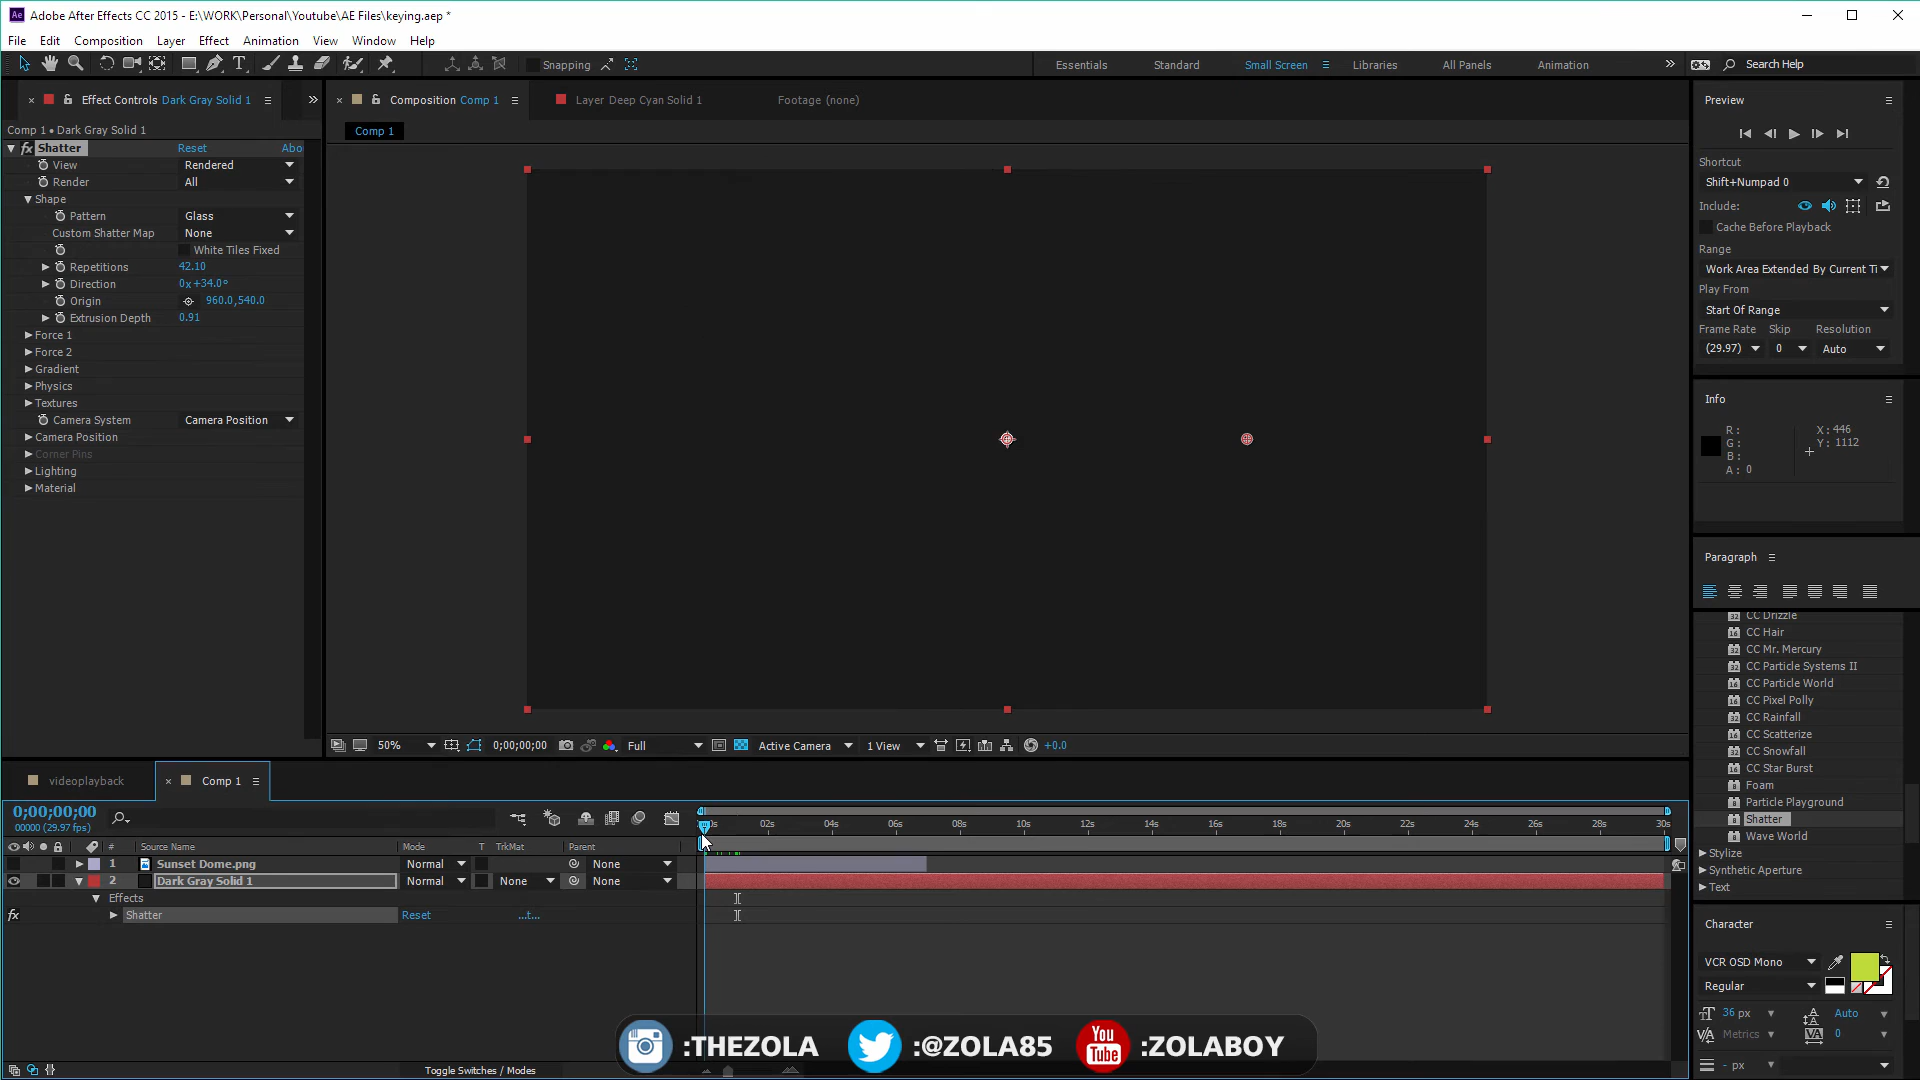 Adobe After Effects CC 2015 - E:\WORK\Personal\Youtube\AE Files\keying.aep *
File Edit Composition Layer Effect Animation View Window Help
Snapping Essentials Standard Small Screen Libraries All Panels Animation Search Help
Effect Controls Dark Gray Solid 1
Composition Comp 1
Layer Deep Cyan Solid 1
Footage (none)
Comp 1 • Dark Gray Solid 1
Comp 1
fx Shatter Reset Abo
View Rendered
Render All
Shape
Pattern Glass
Custom Shatter Map None
White Tiles Fixed
Repetitions 42.10
Direction 0x+34.0°
Origin 960.0,540.0
Extrusion Depth 0.91
Force 1
Force 2
Gradient
Physics
Textures
Camera System Camera Position
Camera Position
Corner Pins
Lighting
Material
50% 0;00;00;00 Full Active Camera 1 View +0.0
Preview
Shortcut
Shift+Numpad 0
Include:
Cache Before Playback
Range
Work Area Extended By Current Ti
Play From
Start Of Range
Frame Rate Skip Resolution
(29.97) 0 Auto
Info
R:
G:
B:
A: 0
X: 446
Y: 1112
Paragraph
CC Drizzle
CC Hair
CC Mr. Mercury
CC Particle Systems II
CC Particle World
CC Pixel Polly
CC Rainfall
CC Scatterize
CC Snowfall
CC Star Burst
Foam
Particle Playground
Shatter
Wave World
Stylize
Synthetic Aperture
Text
Character
VCR OSD Mono
Regular
36 px Auto
Metrics 0
- px
videoplayback
Comp 1
0;00;00;00
00000 (29.97 fps)
02s 04s 06s 08s 10s 12s 14s 16s 18s 20s 22s 24s 26s 28s 30s
# Source Name Mode T TrkMat Parent
1 Sunset Dome.png Normal None
2 Dark Gray Solid 1 Normal None None
Effects
fx Shatter Reset ...t...
Toggle Switches / Modes
:THEZOLA
:@ZOLA85
You
Tube
:ZOLABOY